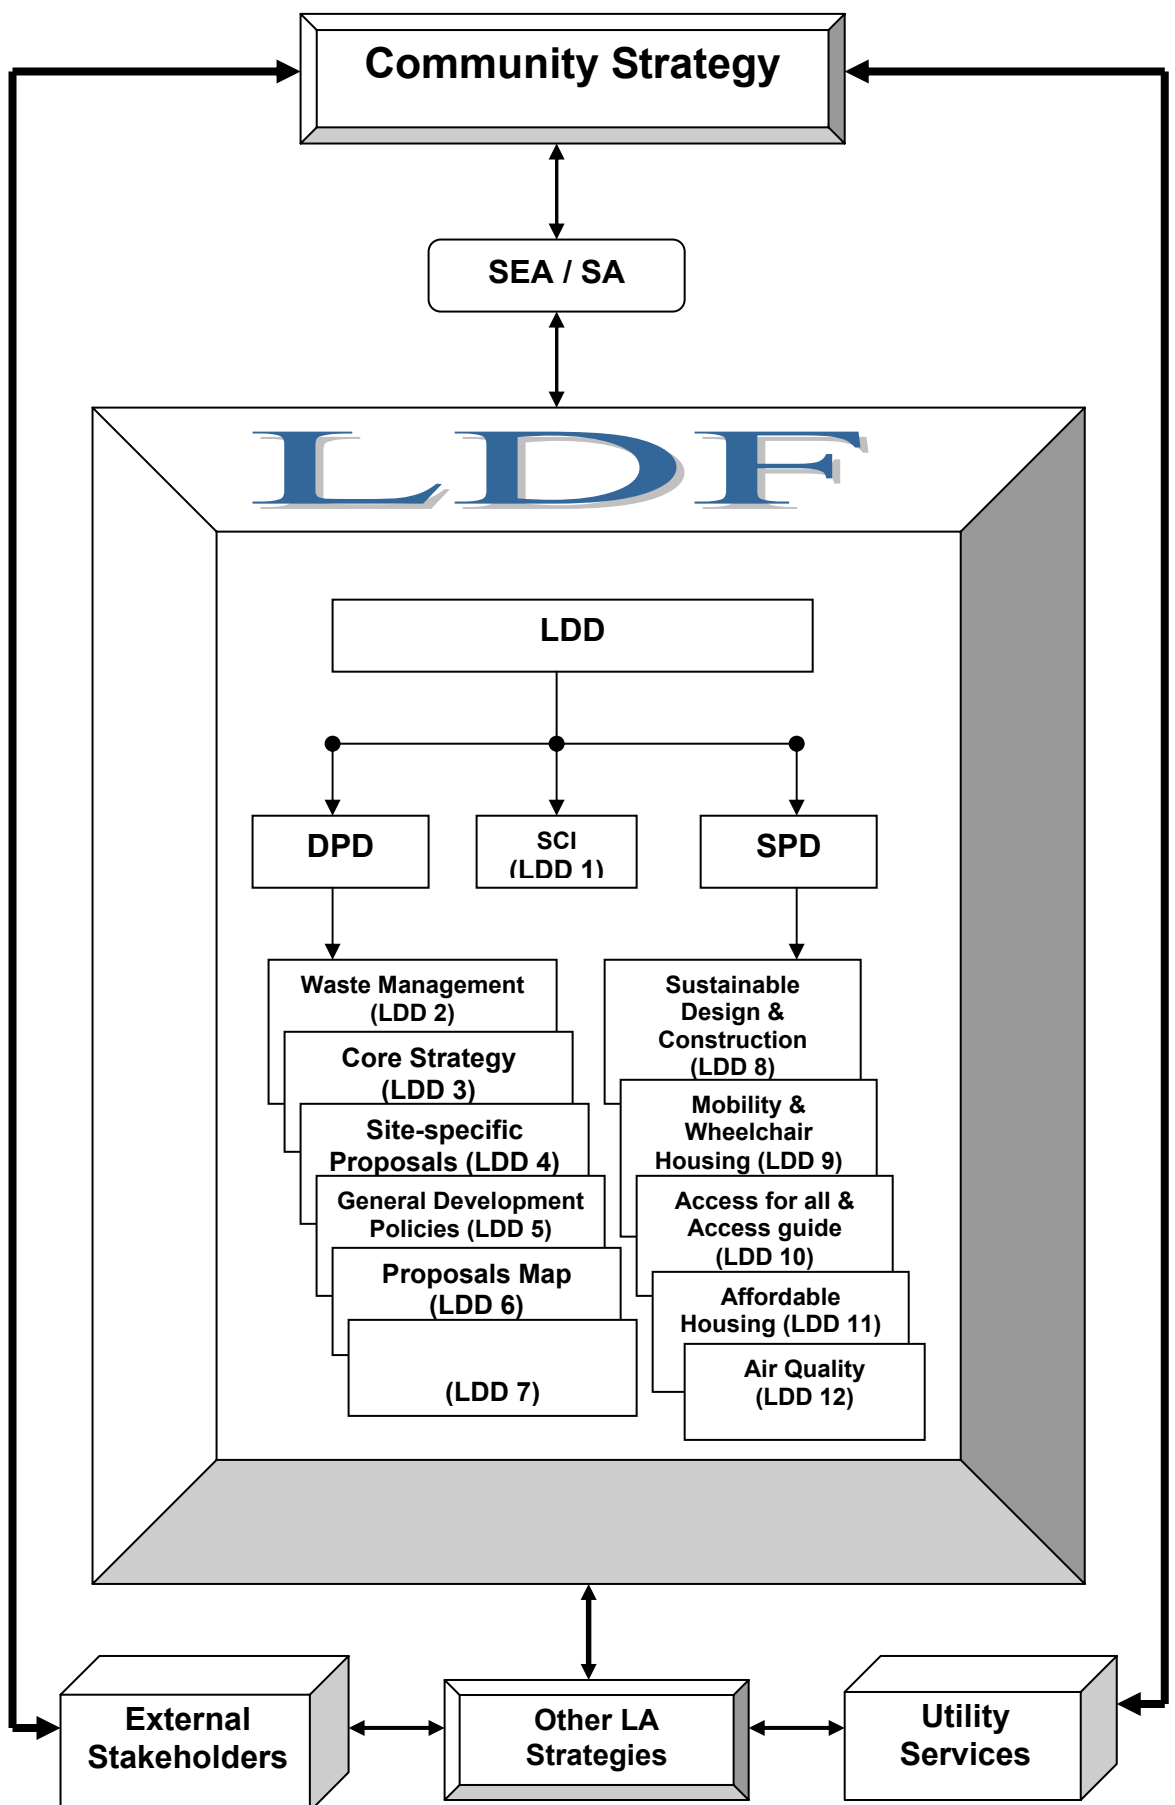 Community Strategy
SEA / SA
LDF
LDD
DPD
SCI
(LDD 1)
SPD
Waste Management
(LDD 2)
Core Strategy
(LDD 3)
Site-specific
Proposals (LDD 4)
General Development
Policies (LDD 5)
Proposals Map
(LDD 6)
(LDD 7)
Sustainable
Design &
Construction
(LDD 8)
Mobility &
Wheelchair
Housing (LDD 9)
Access for all &
Access guide
(LDD 10)
Affordable
Housing (LDD 11)
Air Quality
(LDD 12)
External
Stakeholders
Other LA
Strategies
Utility
Services